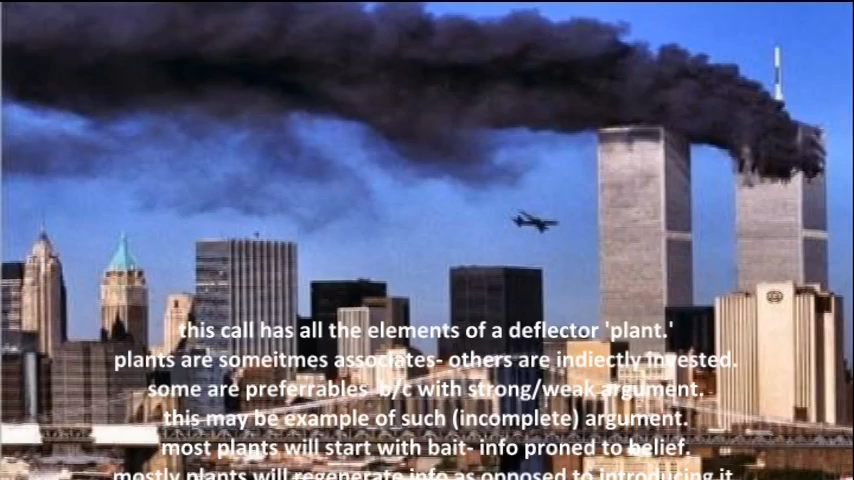 this call has all the elements of a deflector 'plant.'
plants are someitmes associates- others are indiectly invested.
some are preferrables b/c with strong/weak argument.
this may be example of such (incomplete) argument.
most plants will start with bait- info proned to belief.
mostly plants will regenerate info as opposed to introducing it